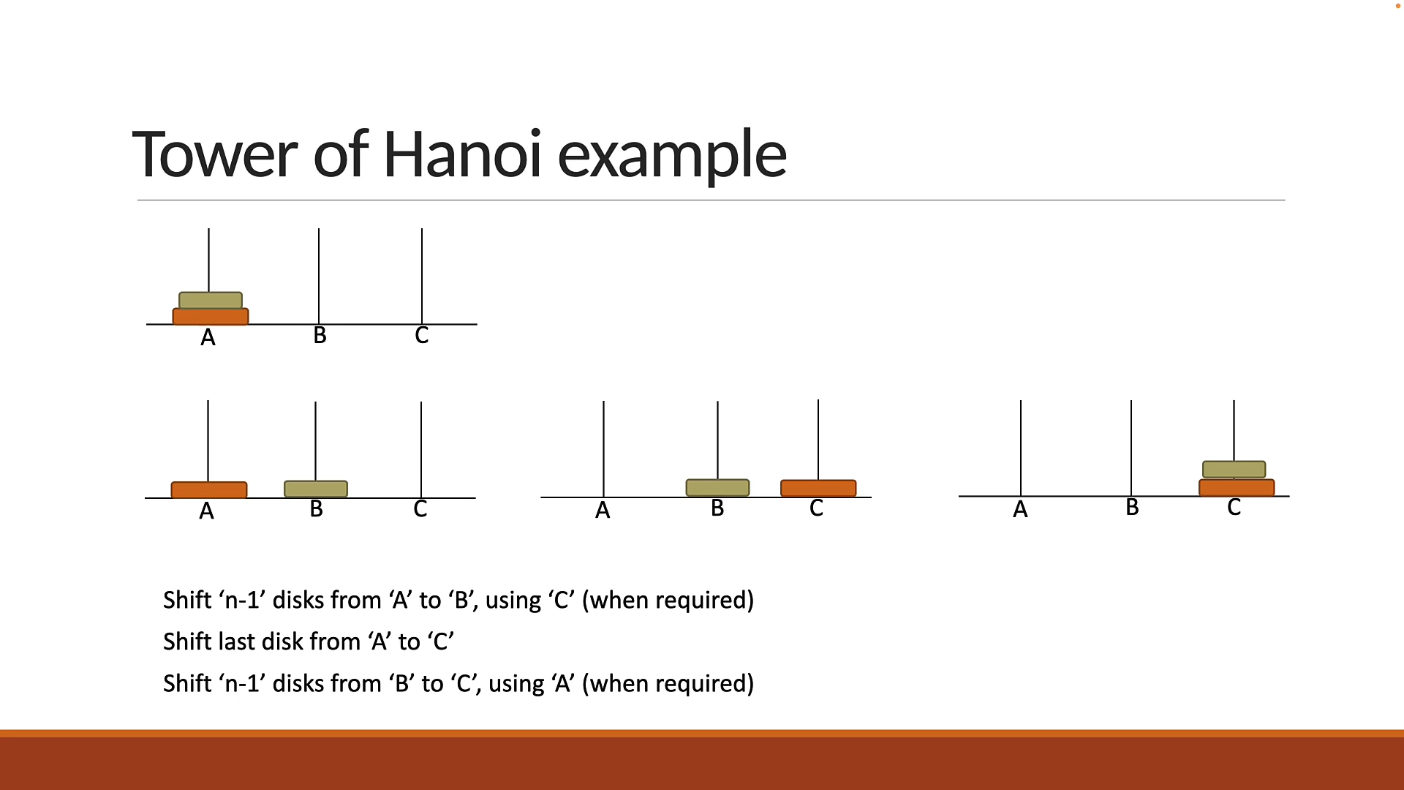 Tower of Hanoi example
A B C
A B C
A B C
A B C
Shift ‘n-1’ disks from ‘A’ to ‘B’, using ‘C’ (when required)
Shift last disk from ‘A’ to ‘C’
Shift ‘n-1’ disks from ‘B’ to ‘C’, using ‘A’ (when required)